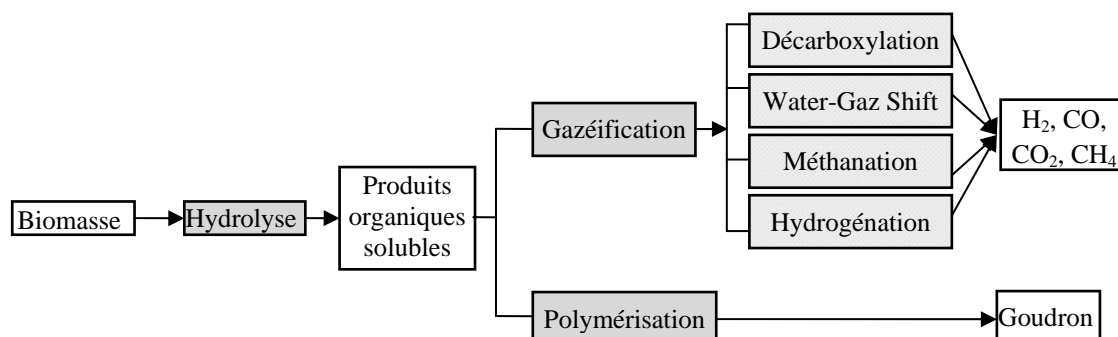 Biomasse
Hydrolyse
Produits
organiques
solubles
Gazéification
Décarboxylation
Water-Gaz Shift
Méthanation
Hydrogénation
H₂, CO,
CO₂, CH₄
Polymérisation
Goudron